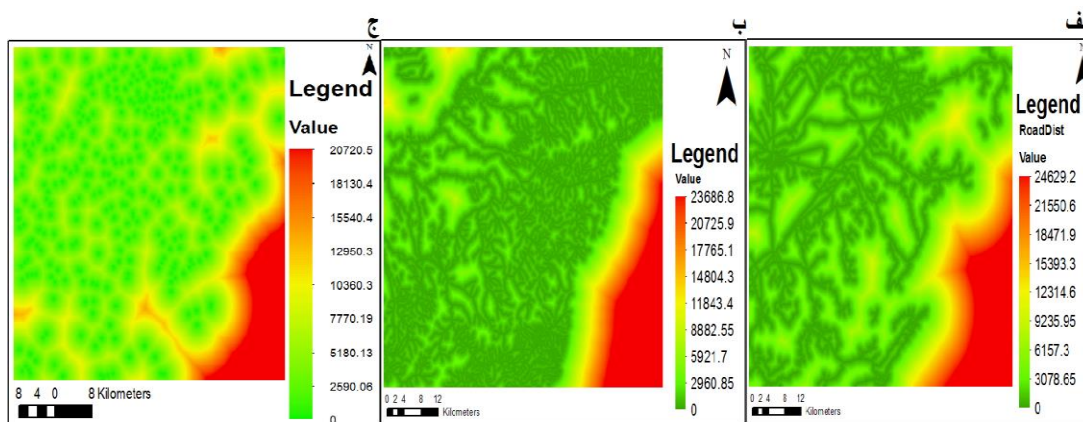 ج
N
Legend
Value
20720.5
18130.4
15540.4
12950.3
10360.3
7770.19
5180.13
2590.06
0
8 4 0 8 Kilometers
ب
N
Legend
Value
23686.8
20725.9
17765.1
14804.3
11843.4
8882.55
5921.7
2960.85
0
0 2 4 8 12
Kilometers
ف
N
Legend
RoadDist
Value
24629.2
21550.6
18471.9
15393.3
12314.6
9235.95
6157.3
3078.65
0
0 2 4 8 12
Kilometers